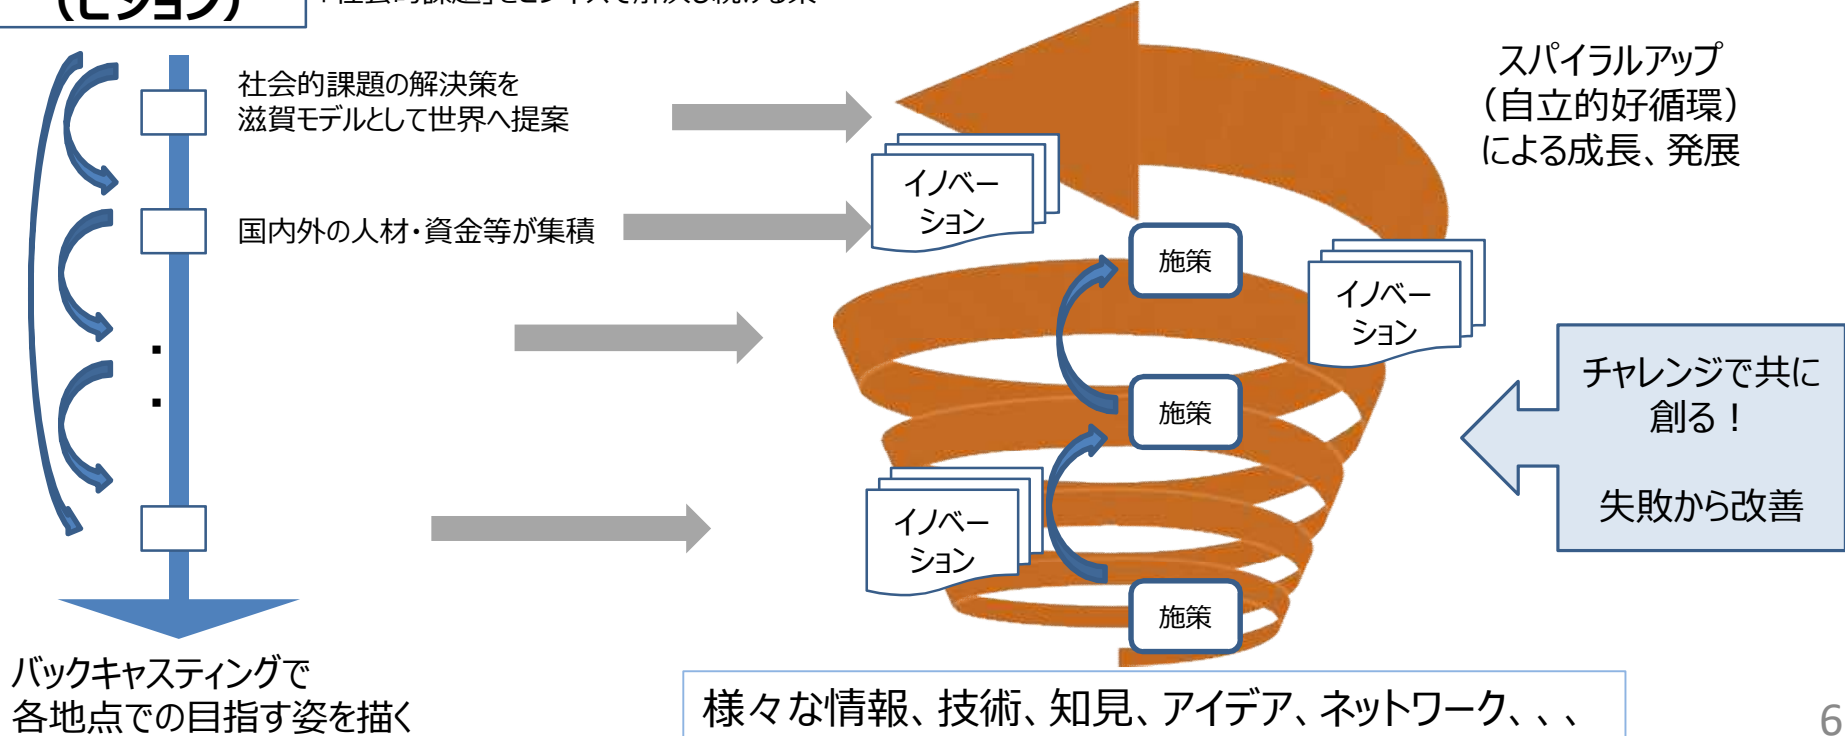 (ビジョン)
社会的課題の解決策を
滋賀モデルとして世界へ提案
国内外の人材・資金等が集積
・
・
バックキャスティングで
各地点での目指す姿を描く
スパイラルアップ
（自立的好循環）
による成長、発展
イノベー
ション
施策
イノベー
ション
施策
イノベー
ション
施策
チャレンジで共に
創る！
失敗から改善
様々な情報、技術、知見、アイデア、ネットワーク、、、
6